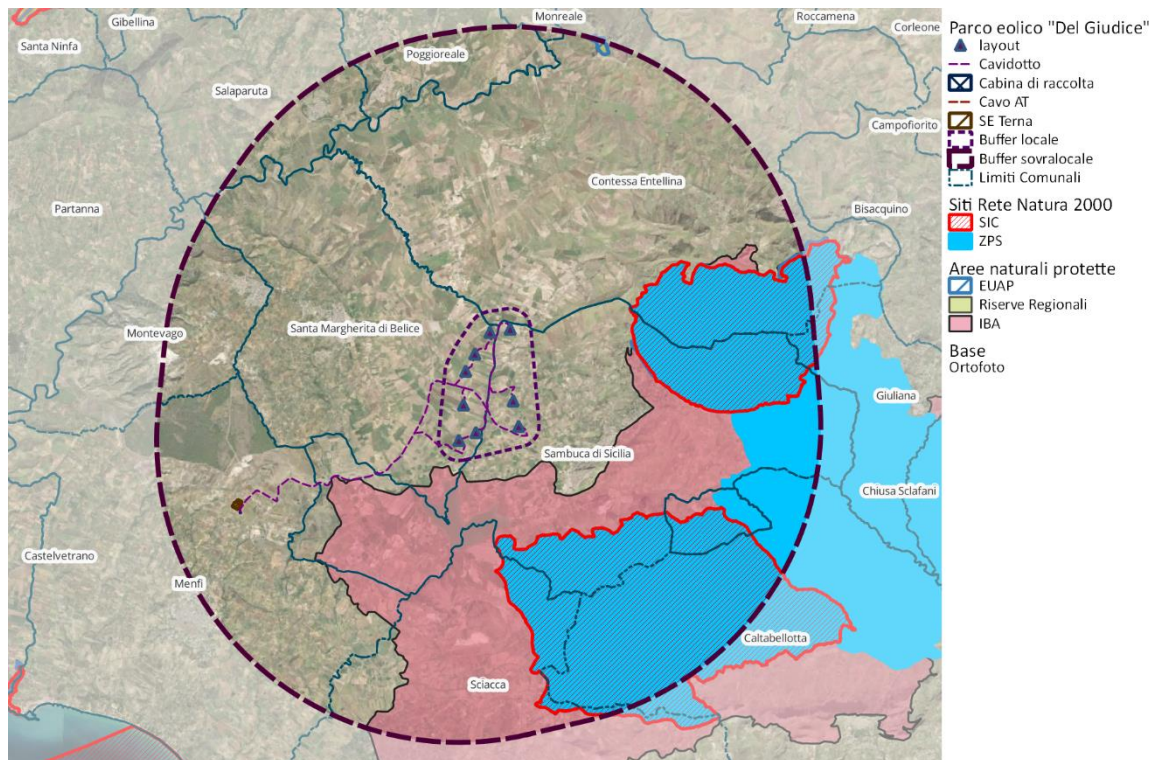 Gibellina
Santa Ninfa
Monreale
Roccamena
Corleone
Poggioreale
Salaparuta
Campofiorito
Contessa Entellina
Partanna
Bisacquino
Montevago
Santa Margherita di Belice
Giuliana
Sambuca di Sicilia
Chiusa Sclafani
Castelvetrano
Menfi
Caltabellotta
Sciacca
Parco eolico "Del Giudice"
layout
Cavidotto
Cabina di raccolta
Cavo AT
SE Terna
Buffer locale
Buffer sovralocale
Limiti Comunali
Siti Rete Natura 2000
SIC
ZPS
Aree naturali protette
EUAP
Riserve Regionali
IBA
Base
Ortofoto